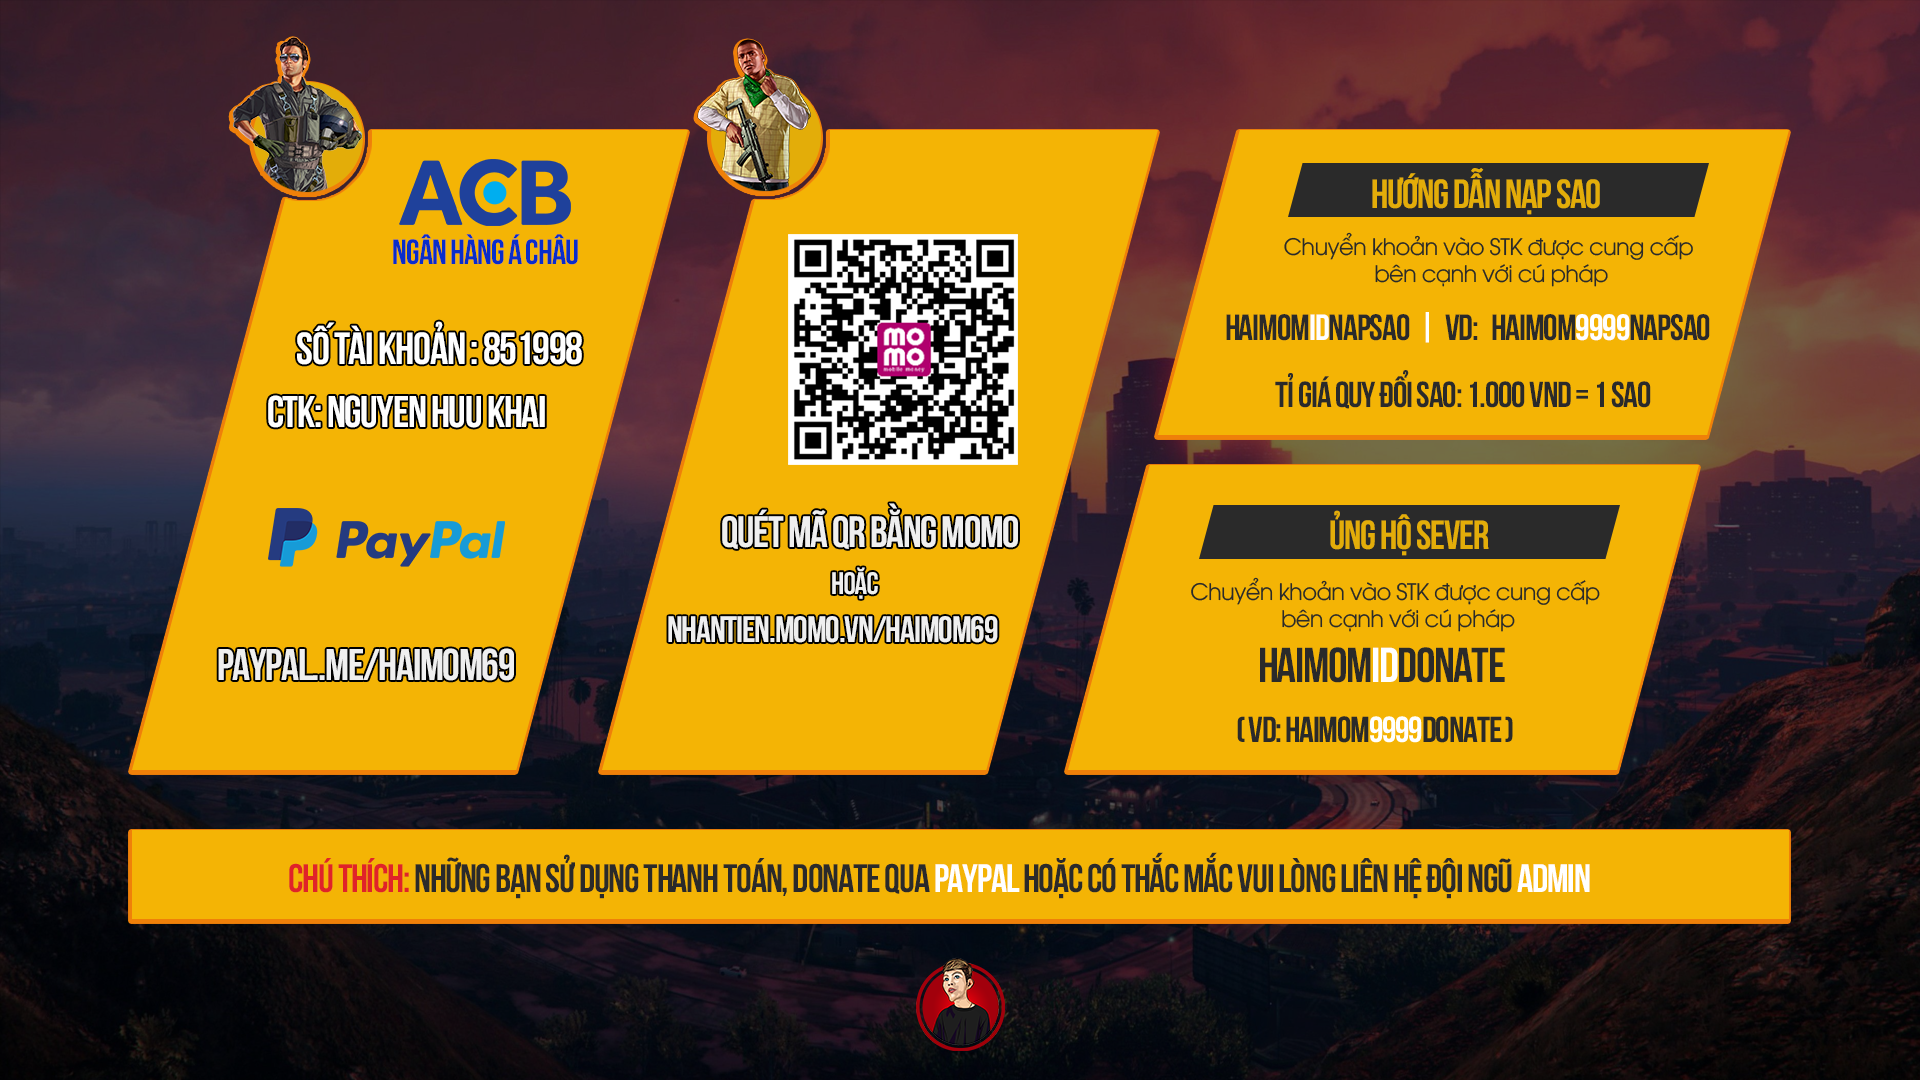 ACB
NGÂN HÀNG Á CHÂU
SỐ TÀI KHOẢN : 851998
CTK: NGUYEN HUU KHAI
PayPal
PAYPAL.ME/HAIMOM69
MO
MO
mobile money
QUÉT MÃ QR BẰNG MOMO
HOẶC
NHANTIEN.MOMO.VN/HAIMOM69
HƯỚNG DẪN NẠP SAO
Chuyển khoản vào STK được cung cấp
bên cạnh với cú pháp
HAIMOMIDNAPSAO | VD: HAIMOM9999NAPSAO
TỈ GIÁ QUY ĐỔI SAO: 1.000 VND = 1 SAO
ỦNG HỘ SEVER
Chuyển khoản vào STK được cung cấp
bên cạnh với cú pháp
HAIMOMIDDONATE
( VD: HAIMOM9999DONATE )
CHÚ THÍCH: NHỮNG BẠN SỬ DỤNG THANH TOÁN, DONATE QUA PAYPAL HOẶC CÓ THẮC MẮC VUI LÒNG LIÊN HỆ ĐỘI NGŨ ADMIN